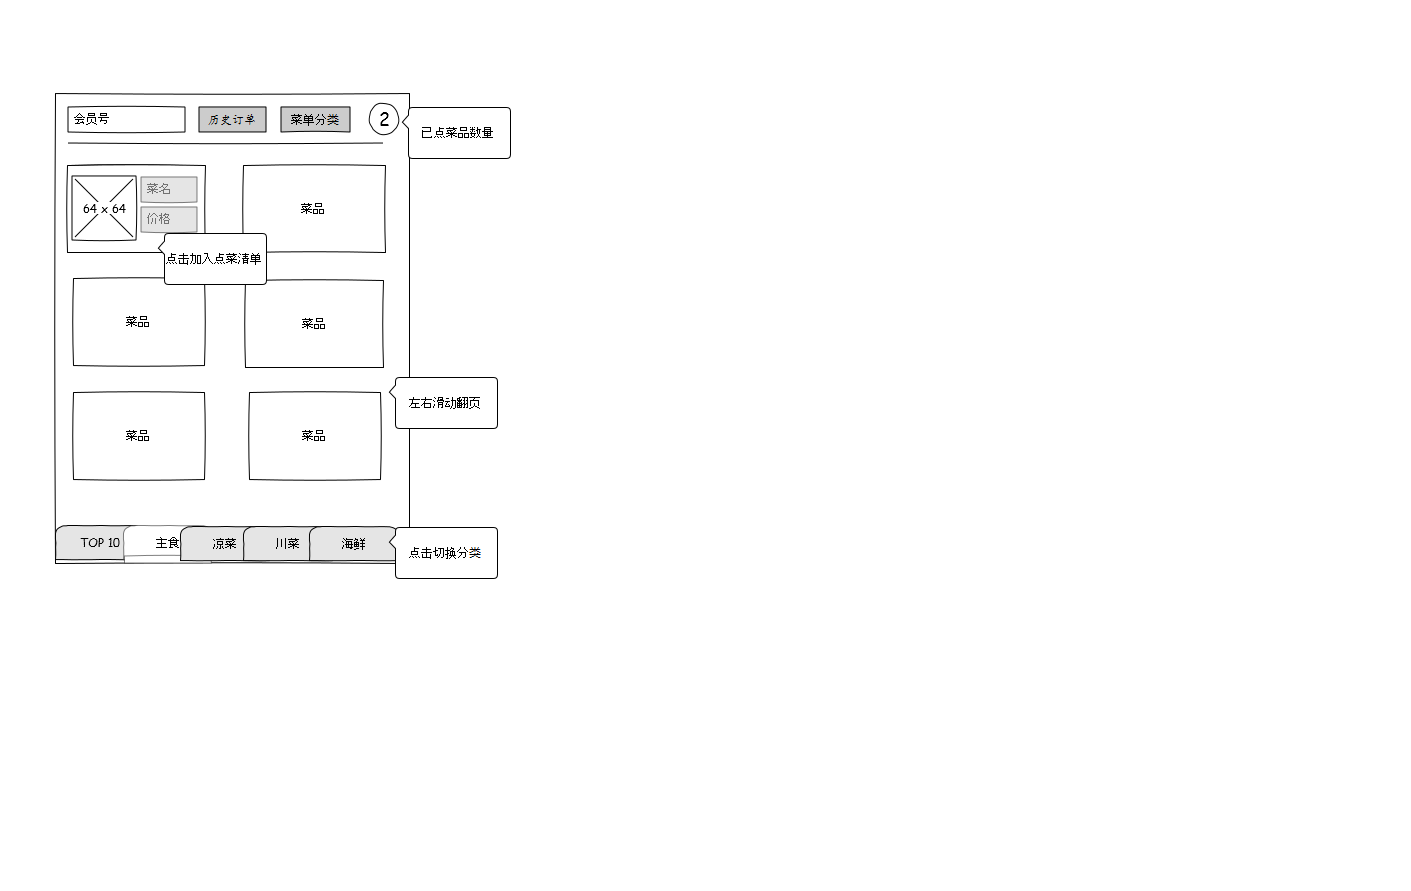 会员号
历史订单
菜单分类
2
已点菜品数量
64 x 64
菜名
价格
菜品
点击加入点菜清单
菜品
菜品
左右滑动翻页
菜品
菜品
TOP 10
主食
凉菜
川菜
海鲜
点击切换分类